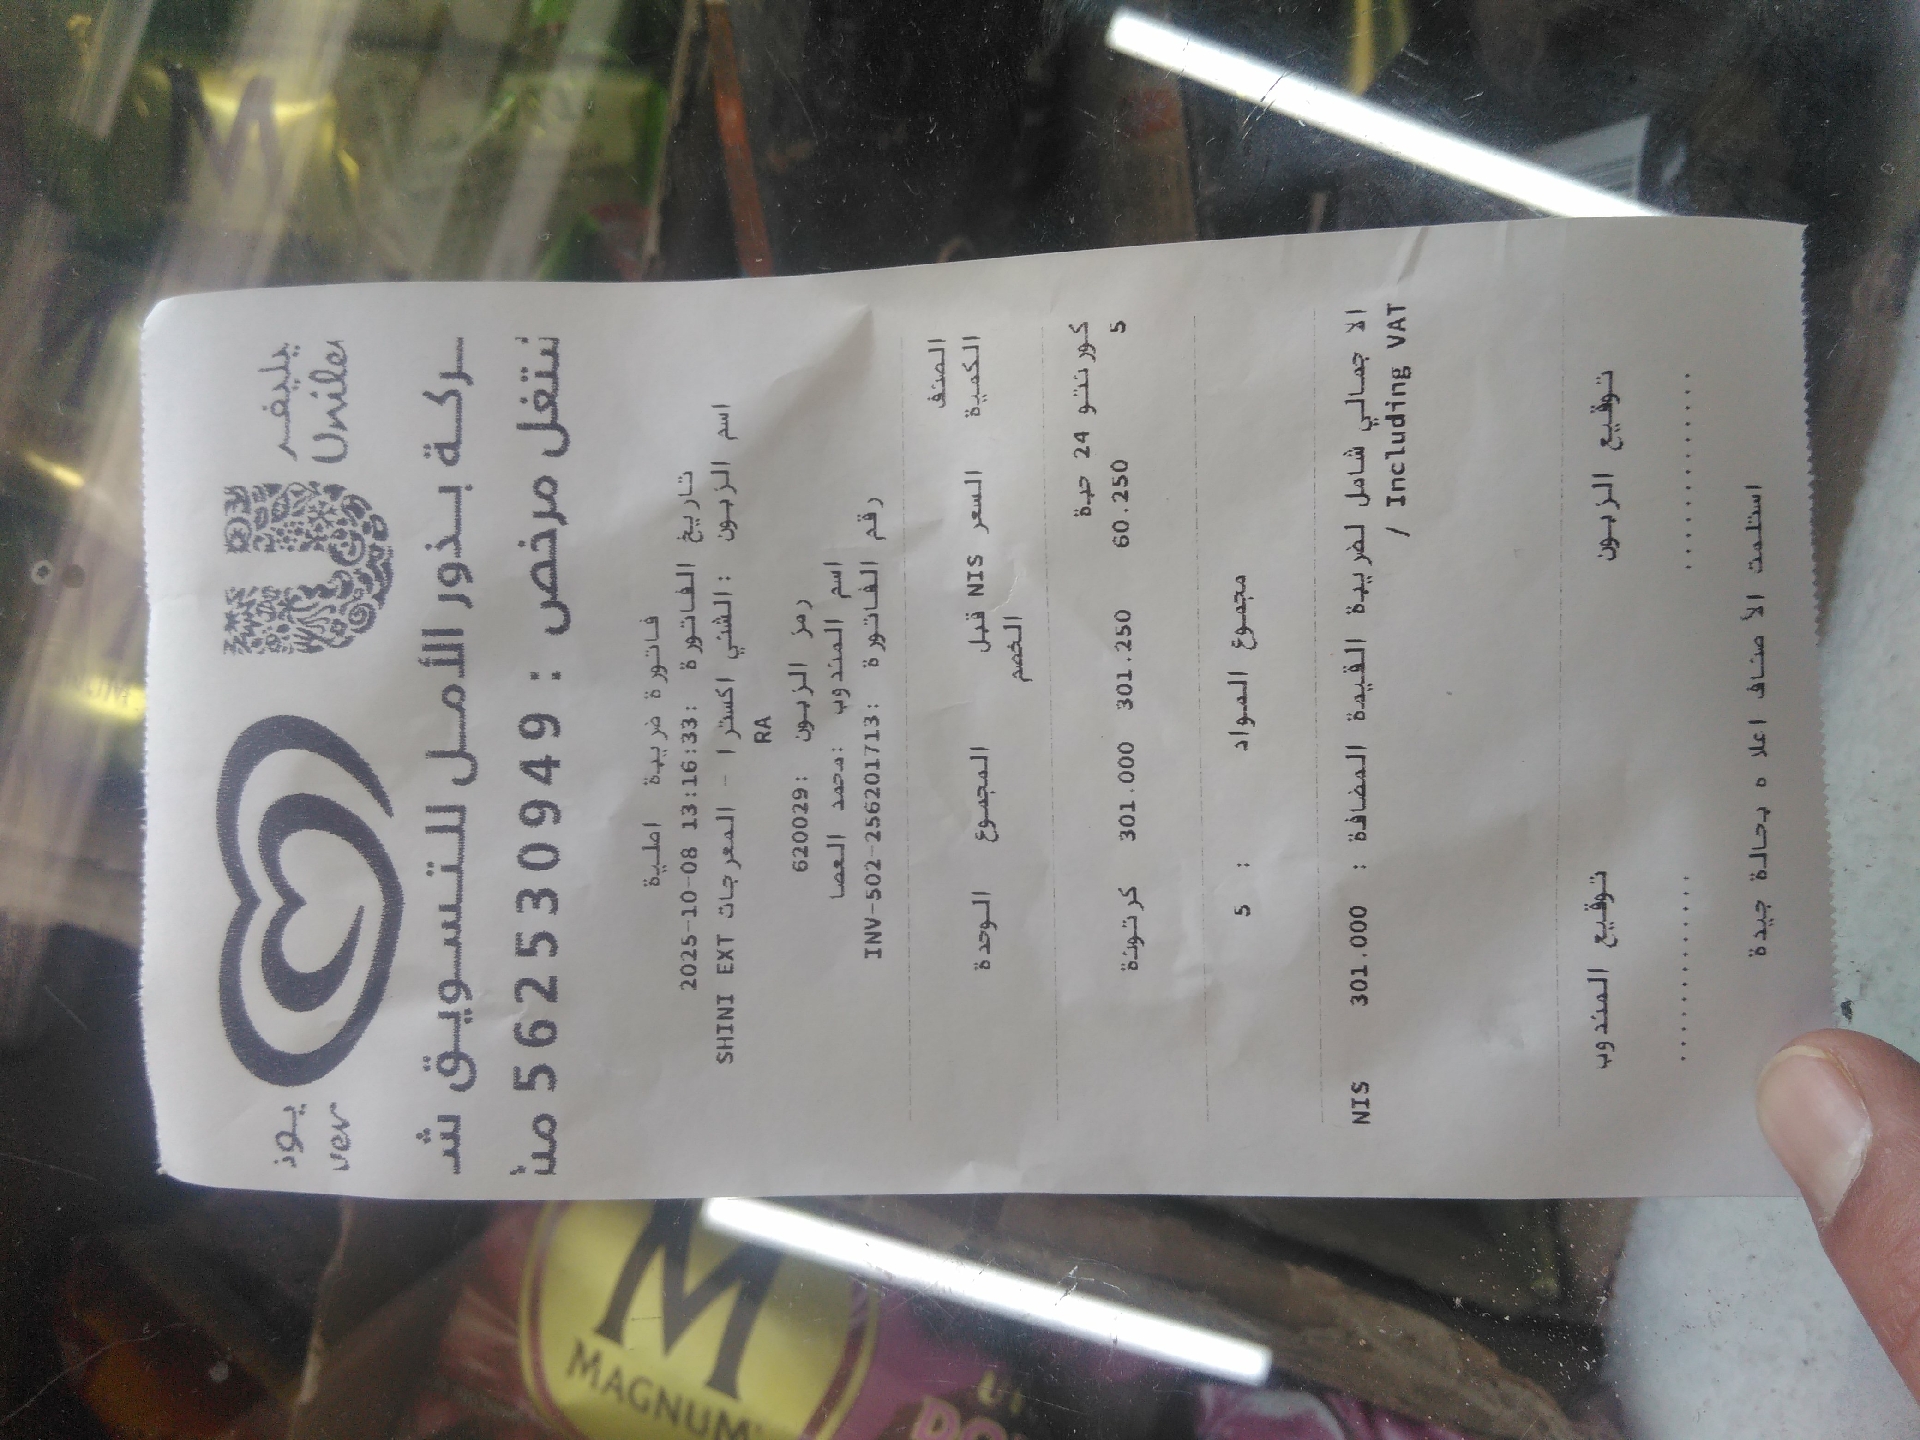 يونيليفر
Unilever
شركة بذور الأمل للتسويق
مشتغل مرخص : 562530949
فاتورة ضريبة اصلية
تاريخ الفاتورة :2025-10-08 13:16:33
اسم الزبون :الشني اكسترا - المعرجات SHINI EXT
RA
رمز الزبون :620029
اسم المندوب :محمد العصا
رقم الفاتورة :INV-502-256201713
الصنف
الكمية السعر NIS قبل المجموع الوحدة
الخصم
كورنتو 24 حبة
5 60.250 301.250 301.000 كرتونة
مجموع المواد : 5
الاجمالي شامل لضريبة القيمة المضافة : 301.000 NIS
/ Including VAT
توقيع الزبون توقيع المندوب
.............. ..............
استلمت الاصناف اعلاه بحالة جيدة
M
MAGNUM